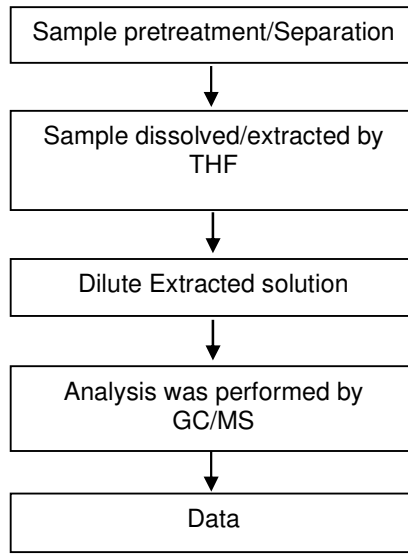 Sample pretreatment/Separation
Sample dissolved/extracted by
THF
Dilute Extracted solution
Analysis was performed by
GC/MS
Data